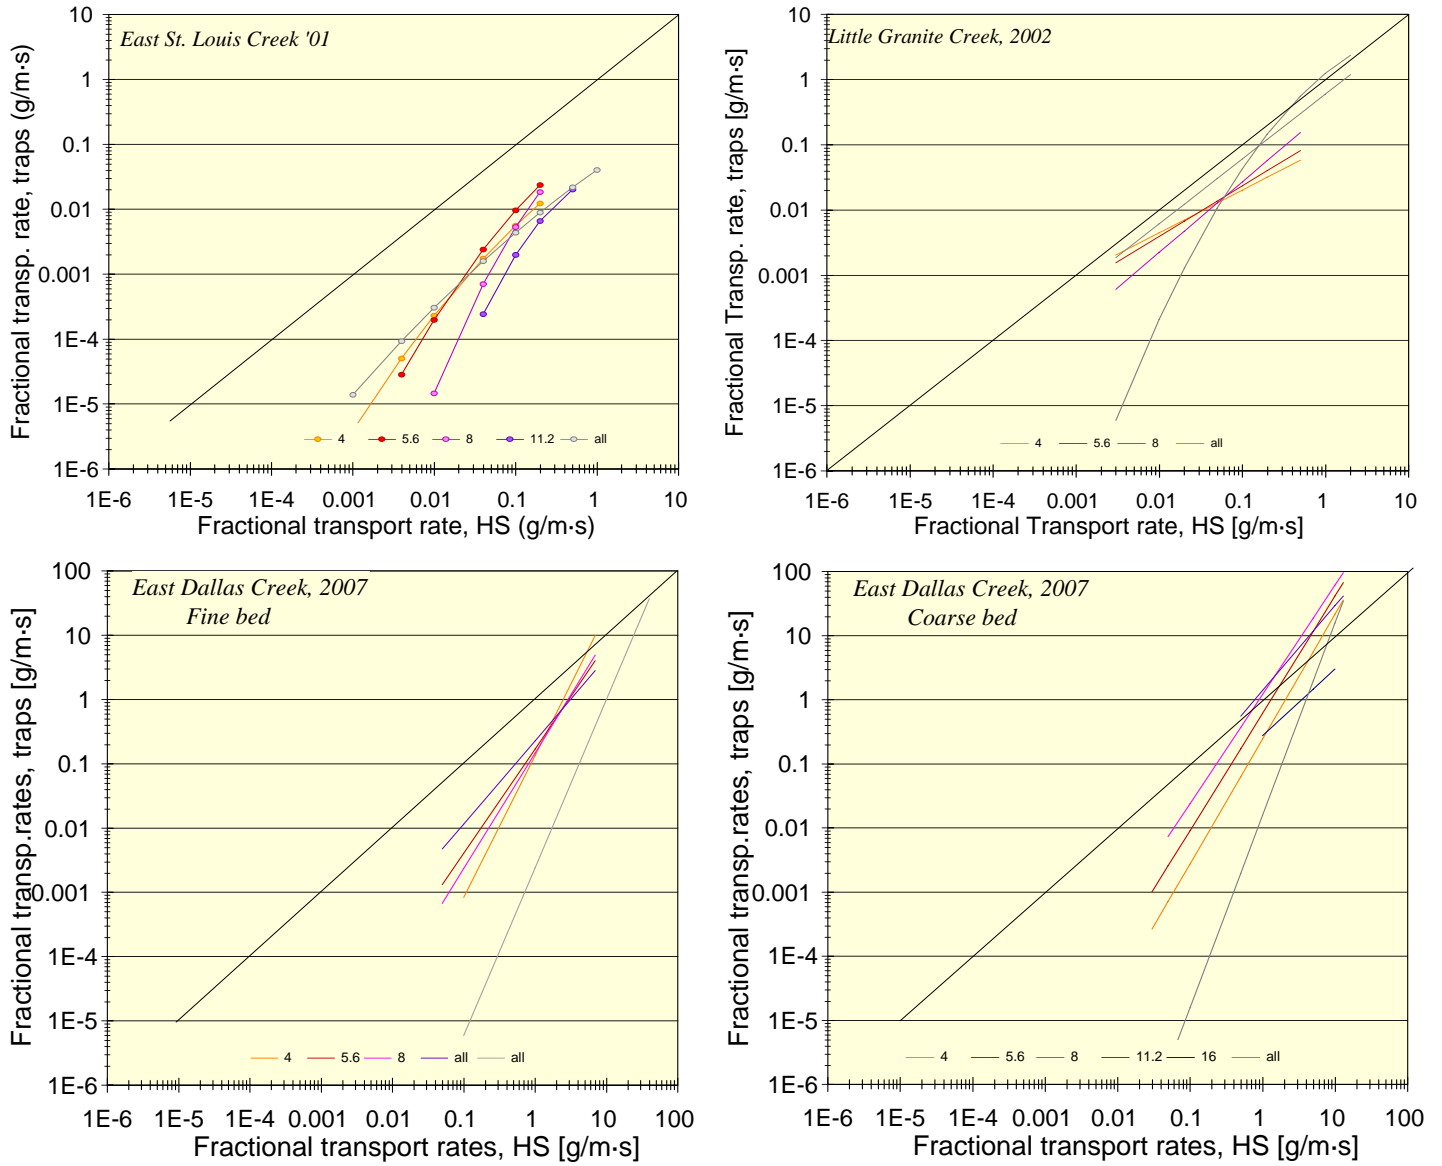 East St. Louis Creek '01
Fractional transp. rate, traps (g/m·s)
10
1
0.1
0.01
0.001
1E-4
1E-5
1E-6
4 5.6 8 11.2 all
1E-6 1E-5 1E-4 0.001 0.01 0.1 1 10
Fractional transport rate, HS (g/m·s)
Little Granite Creek, 2002
Fractional Transp. rate, traps [g/m·s]
10
1
0.1
0.01
0.001
1E-4
1E-5
1E-6
4 5.6 8 all
1E-6 1E-5 1E-4 0.001 0.01 0.1 1 10
Fractional Transport rate, HS [g/m·s]
East Dallas Creek, 2007
Fine bed
Fractional transp.rates, traps [g/m·s]
100
10
1
0.1
0.01
0.001
1E-4
1E-5
1E-6
4 5.6 8 all all
1E-6 1E-5 1E-4 0.001 0.01 0.1 1 10 100
Fractional transport rates, HS [g/m·s]
East Dallas Creek, 2007
Coarse bed
Fractional transp.rates, traps [g/m·s]
100
10
1
0.1
0.01
0.001
1E-4
1E-5
1E-6
4 5.6 8 11.2 16 all
1E-6 1E-5 1E-4 0.001 0.01 0.1 1 10 100
Fractional transport rates, HS [g/m·s]